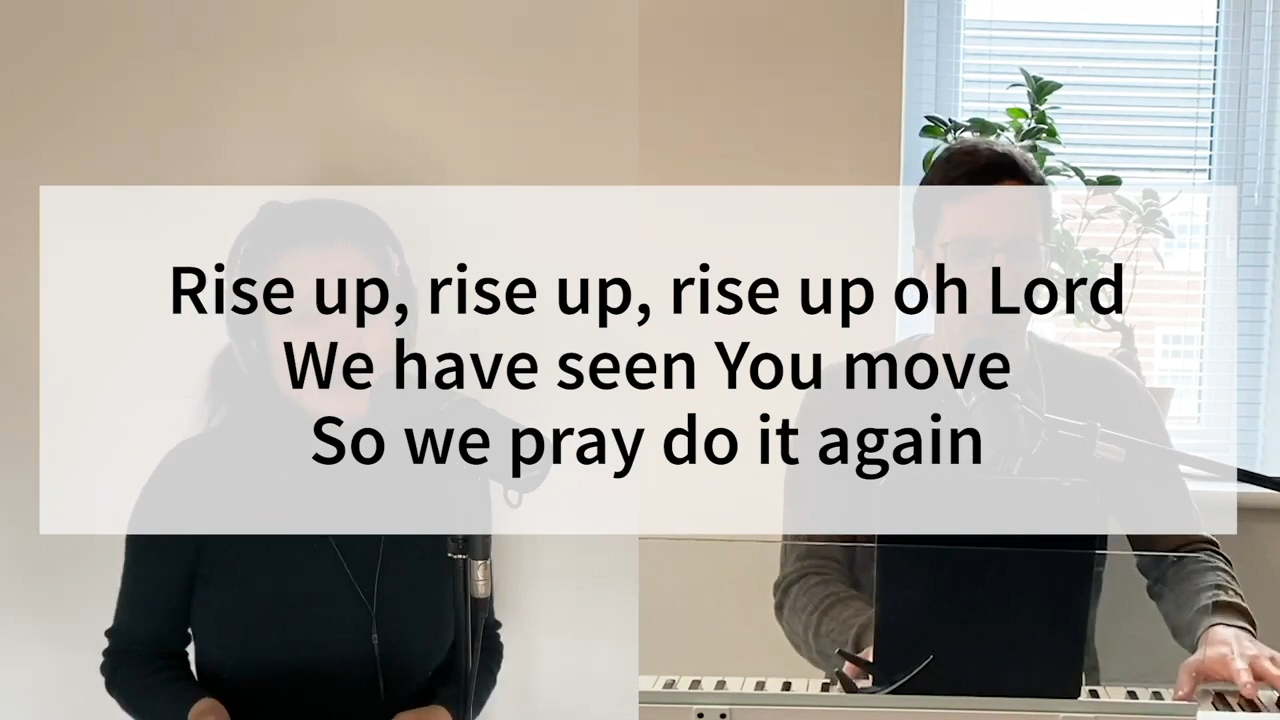 Rise up, rise up, rise up oh Lord
We have seen You move
So we pray do it again